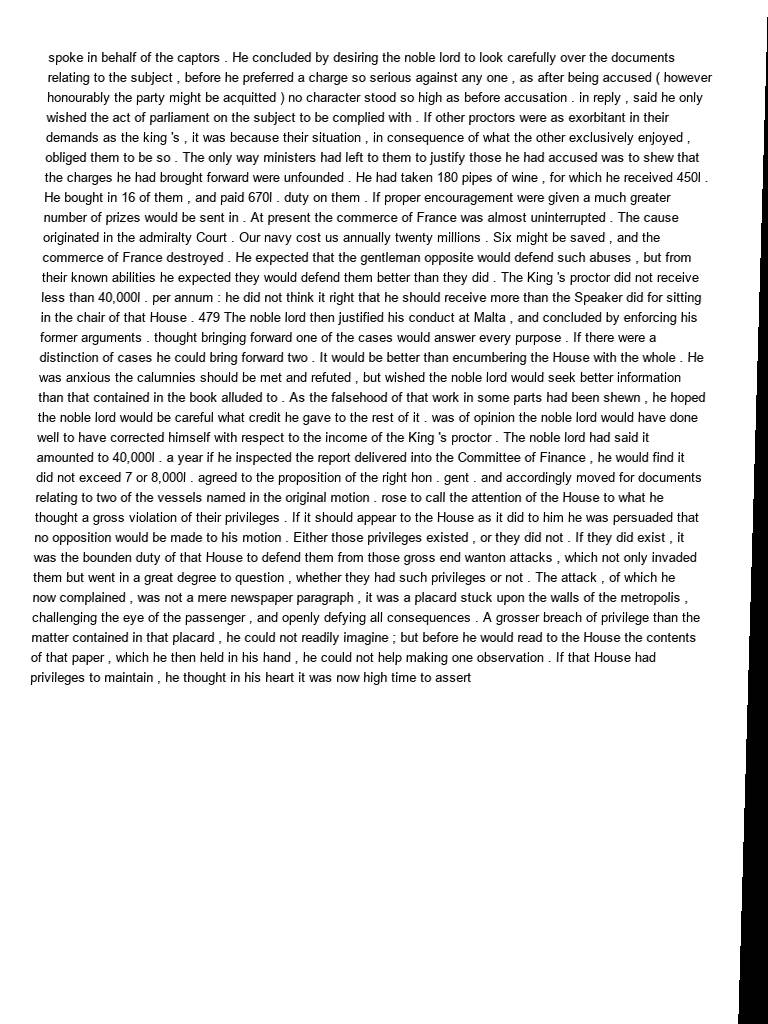 spoke in behalf of the captors . He concluded by desiring the noble lord to look carefully over the documents
relating to the subject , before he preferred a charge so serious against any one , as after being accused ( however
honourably the party might be acquitted ) no character stood so high as before accusation . in reply , said he only
wished the act of parliament on the subject to be complied with . If other proctors were as exorbitant in their
demands as the king 's , it was because their situation , in consequence of what the other exclusively enjoyed ,
obliged them to be so . The only way ministers had left to them to justify those he had accused was to shew that
the charges he had brought forward were unfounded . He had taken 180 pipes of wine , for which he received 450l .
He bought in 16 of them , and paid 670l . duty on them . If proper encouragement were given a much greater
number of prizes would be sent in . At present the commerce of France was almost uninterrupted . The cause
originated in the admiralty Court . Our navy cost us annually twenty millions . Six might be saved , and the
commerce of France destroyed . He expected that the gentleman opposite would defend such abuses , but from
their known abilities he expected they would defend them better than they did . The King 's proctor did not receive
less than 40,000l . per annum : he did not think it right that he should receive more than the Speaker did for sitting
in the chair of that House . 479 The noble lord then justified his conduct at Malta , and concluded by enforcing his
former arguments . thought bringing forward one of the cases would answer every purpose . If there were a
distinction of cases he could bring forward two . It would be better than encumbering the House with the whole . He
was anxious the calumnies should be met and refuted , but wished the noble lord would seek better information
than that contained in the book alluded to . As the falsehood of that work in some parts had been shewn , he hoped
the noble lord would be careful what credit he gave to the rest of it . was of opinion the noble lord would have done
well to have corrected himself with respect to the income of the King 's proctor . The noble lord had said it
amounted to 40,000l . a year if he inspected the report delivered into the Committee of Finance , he would find it
did not exceed 7 or 8,000l . agreed to the proposition of the right hon . gent . and accordingly moved for documents
relating to two of the vessels named in the original motion . rose to call the attention of the House to what he
thought a gross violation of their privileges . If it should appear to the House as it did to him he was persuaded that
no opposition would be made to his motion . Either those privileges existed , or they did not . If they did exist , it
was the bounden duty of that House to defend them from those gross end wanton attacks , which not only invaded
them but went in a great degree to question , whether they had such privileges or not . The attack , of which he
now complained , was not a mere newspaper paragraph , it was a placard stuck upon the walls of the metropolis ,
challenging the eye of the passenger , and openly defying all consequences . A grosser breach of privilege than the
matter contained in that placard , he could not readily imagine ; but before he would read to the House the contents
of that paper , which he then held in his hand , he could not help making one observation . If that House had
privileges to maintain , he thought in his heart it was now high time to assert